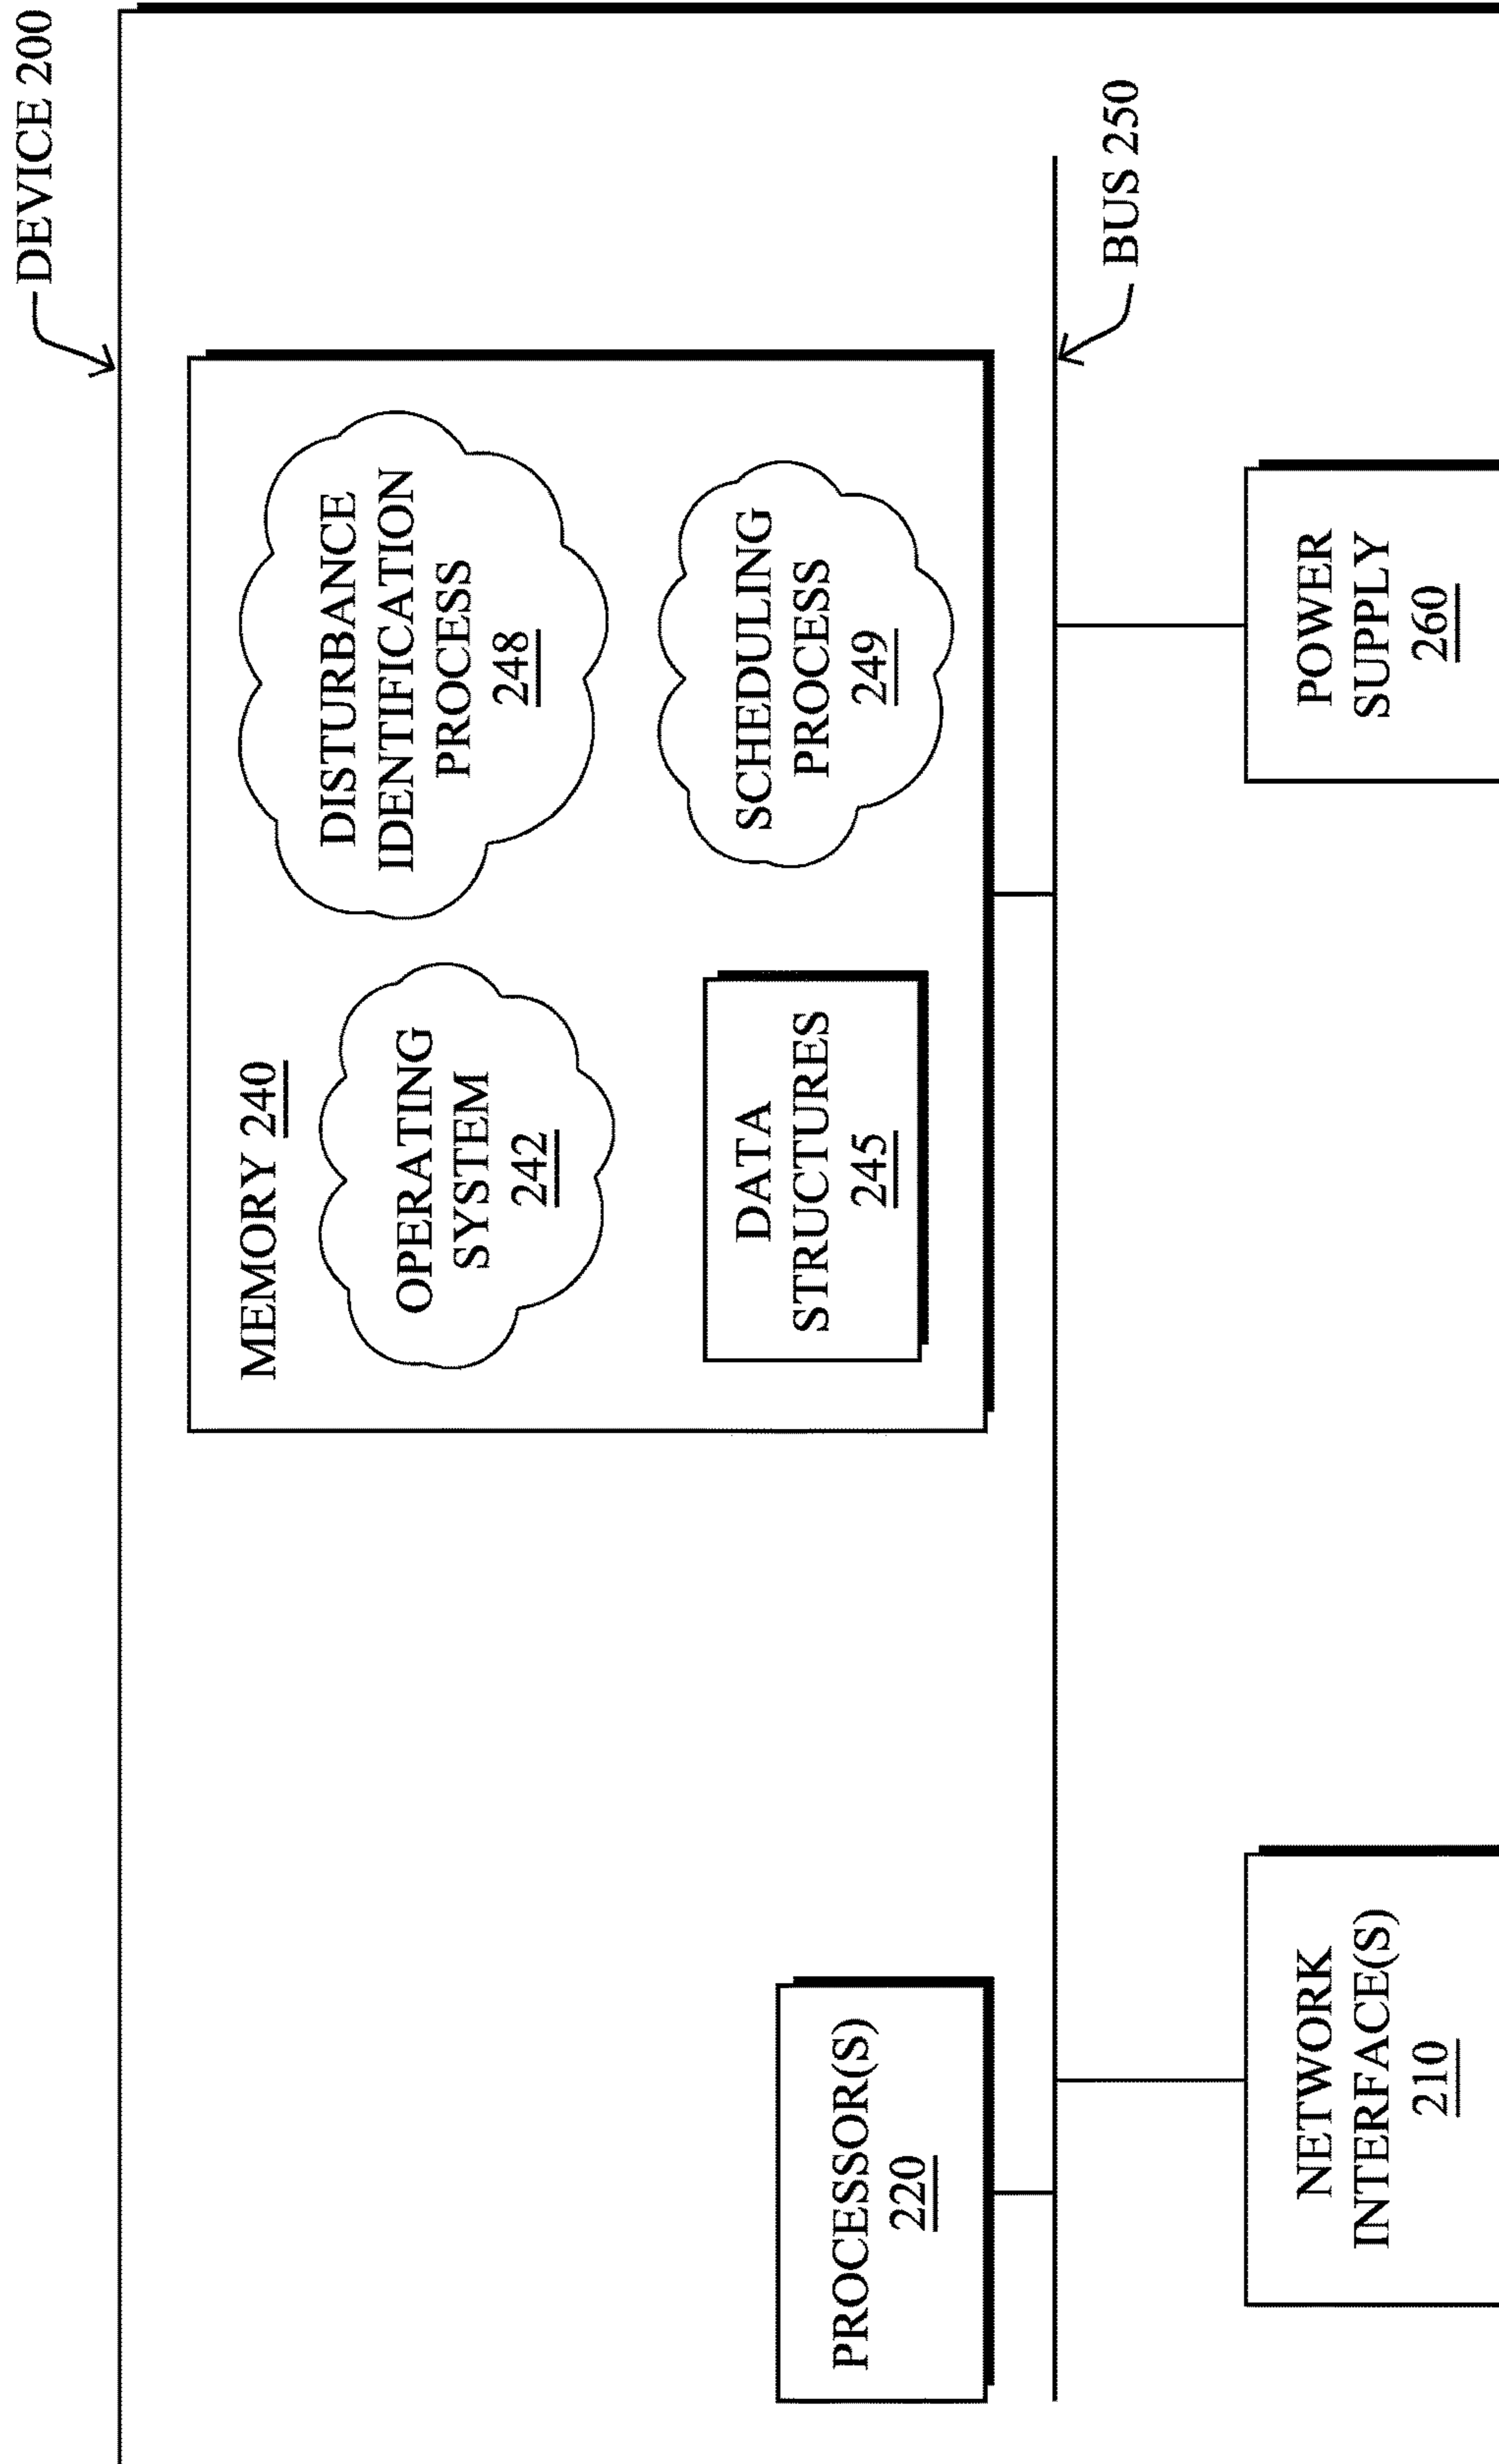 DEVICE 200
MEMORY 240
OPERATING
SYSTEM
242
DISTURBANCE
IDENTIFICATION
PROCESS
248
DATA
STRUCTURES
245
SCHEDULING
PROCESS
249
PROCESSOR(S)
220
BUS 250
NETWORK
INTERFACE(S)
210
POWER
SUPPLY
260